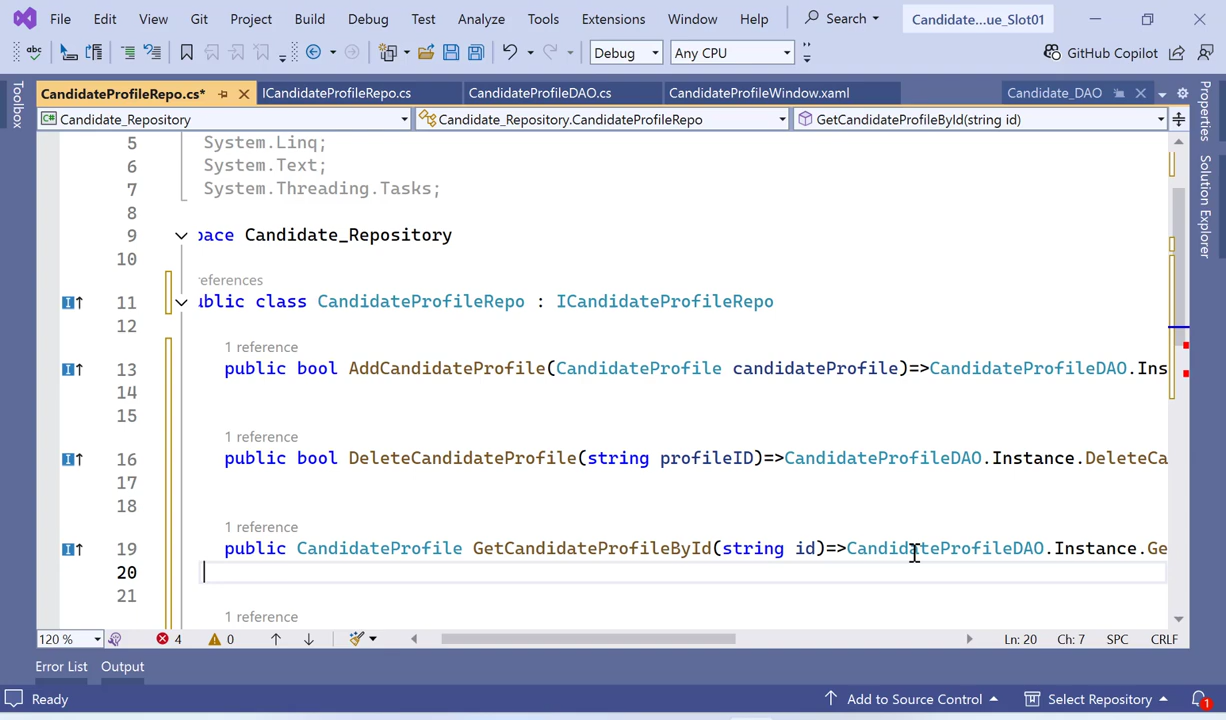 File Edit View Git Project Build Debug Test Analyze Tools Extensions Window Help Search Candidate...ue_Slot01
abc Debug Any CPU GitHub Copilot
CandidateProfileRepo.cs* ICandidateProfileRepo.cs CandidateProfileDAO.cs CandidateProfileWindow.xaml Candidate_DAO
C# Candidate_Repository Candidate_Repository.CandidateProfileRepo GetCandidateProfileById(string id)
Toolbox
Properties
Solution Explorer
5 System.Linq;
6 System.Text;
7 System.Threading.Tasks;
8
9 pace Candidate_Repository
10
references
11 ublic class CandidateProfileRepo : ICandidateProfileRepo
12
1 reference
13 public bool AddCandidateProfile(CandidateProfile candidateProfile)=>CandidateProfileDAO.Ins
14
15
1 reference
16 public bool DeleteCandidateProfile(string profileID)=>CandidateProfileDAO.Instance.DeleteCa
17
18
1 reference
19 public CandidateProfile GetCandidateProfileById(string id)=>CandidateProfileDAO.Instance.Ge
20
21
1 reference
120 % 4 0 Ln: 20 Ch: 7 SPC CRLF
Error List Output
Ready Add to Source Control Select Repository 1